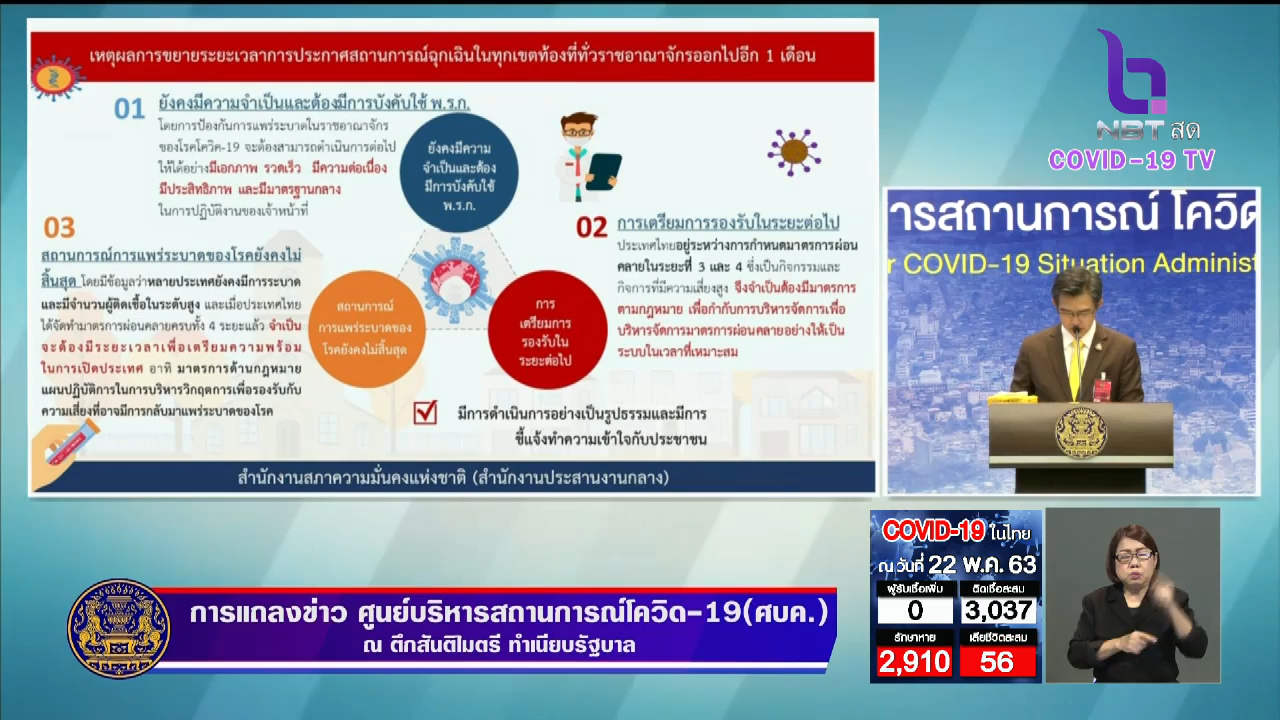 เหตุผลการขยายระยะเวลาการประกาศสถานการณ์ฉุกเฉินในทุกเขตท้องที่ทั่วราชอาณาจักรออกไปอีก 1 เดือน
01
ยังคงมีความจำเป็นและต้องมีการบังคับใช้ พ.ร.ก.
โดยการป้องกันการแพร่ระบาดในราชอาณาจักร
ของโรคโควิค-19 จะต้องสามารถดำเนินการต่อไป
ให้ได้อย่างมีเอกภาพ รวดเร็ว มีความต่อเนื่อง
มีประสิทธิภาพ และมีมาตรฐานกลาง
ในการปฏิบัติงานของเจ้าหน้าที่
ยังคงมีความ
จำเป็นและต้อง
มีการบังคับใช้
พ.ร.ก.
02
การเตรียมการรองรับในระยะต่อไป
ประเทศไทยอยู่ระหว่างการกำหนดมาตรการผ่อน
คลายในระยะที่ 3 และ 4 ซึ่งเป็นกิจกรรมและ
กิจการที่มีความเสี่ยงสูง จึงจำเป็นต้องมีมาตรการ
ตามกฎหมาย เพื่อกำกับการบริหารจัดการเพื่อ
บริหารจัดการมาตรการผ่อนคลายอย่างให้เป็น
ระบบในเวลาที่เหมาะสม
03
สถานการณ์การแพร่ระบาดของโรคยังคงไม่
สิ้นสุด โดยมีข้อมูลว่าหลายประเทศยังคงมีการระบาด
และมีจำนวนผู้ติดเชื้อในระดับสูง และเมื่อประเทศไทย
ได้จัดทำมาตรการผ่อนคลายครบทั้ง 4 ระยะแล้ว จำเป็น
จะต้องมีระยะเวลาเพื่อเตรียมความพร้อม
ในการเปิดประเทศ อาทิ มาตรการด้านกฎหมาย
แผนปฏิบัติการในการบริหารวิกฤตการเพื่อรองรับกับ
ความเสี่ยงที่อาจมีการกลับมาแพร่ระบาดของโรค
สถานการณ์
การแพร่ระบาดของ
โรคยังคงไม่สิ้นสุด
การ
เตรียมการ
รองรับใน
ระยะต่อไป
มีการดำเนินการอย่างเป็นรูปธรรมและมีการ
ชี้แจ้งทำความเข้าใจกับประชาชน
สำนักงานสภาความมั่นคงแห่งชาติ (สำนักงานประสานงานกลาง)
NBT สด
COVID-19 TV
ารสถานการณ์ โควิด
r COVID-19 Situation Administ
COVID-19 ในไทย
ณ วันที่ 22 พ.ค. 63
ผู้รับเชื้อเพิ่ม
ติดเชื้อสะสม
0
3,037
รักษาหาย
เสียชีวิตสะสม
2,910
56
การแถลงข่าว ศูนย์บริหารสถานการณ์โควิด-19(ศบค.)
ณ ตึกสันติไมตรี ทำเนียบรัฐบาล